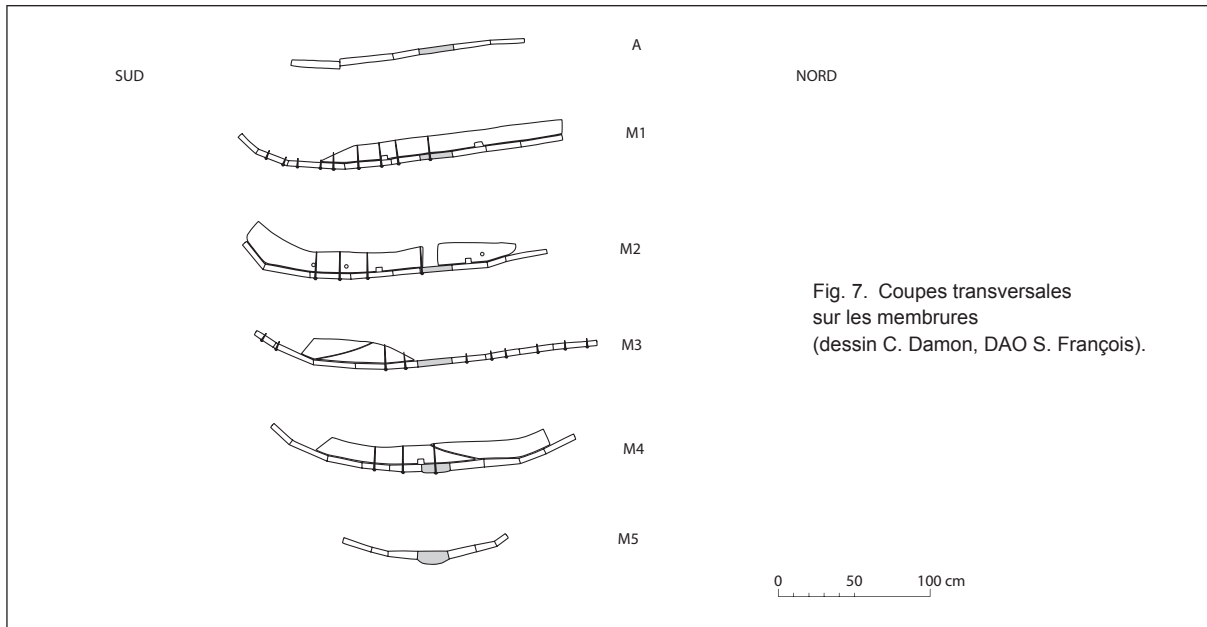 A
SUD
NORD
M1
M2
Fig. 7. Coupes transversales
sur les membrures
(dessin C. Damon, DAO S. François).
M3
M4
M5
0 50 100 cm